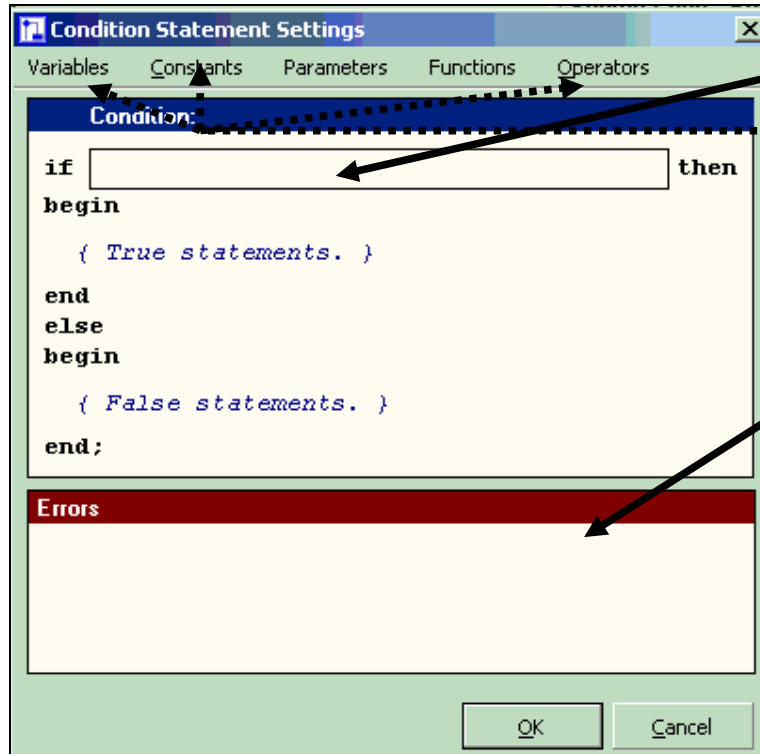 Condition Statement Settings
Variables Constants Parameters Functions Operators
Condition:
if then
begin
{ True statements. }
end
else
begin
{ False statements. }
end;
Errors
OK Cancel